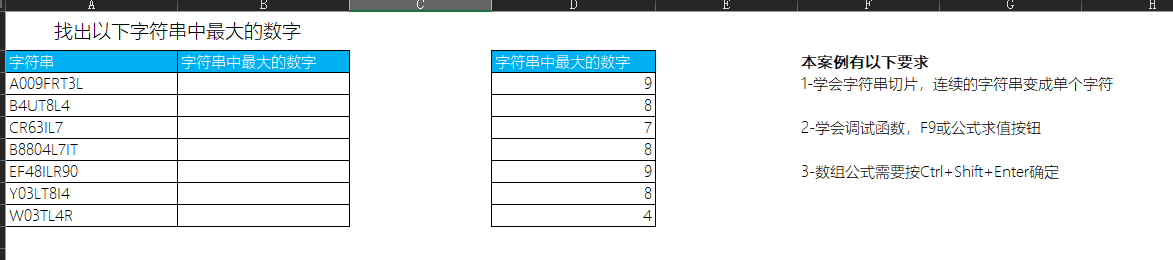 A B C D E F G H
找出以下字符串中最大的数字
字符串 字符串中最大的数字 字符串中最大的数字 本案例有以下要求
A009FRT3L 9 1-学会字符串切片，连续的字符串变成单个字符
B4UT8L4 8
CR63IL7 7 2-学会调试函数，F9或公式求值按钮
B8804L7IT 8
EF48ILR90 9 3-数组公式需要按Ctrl+Shift+Enter确定
Y03LT8I4 8
W03TL4R 4